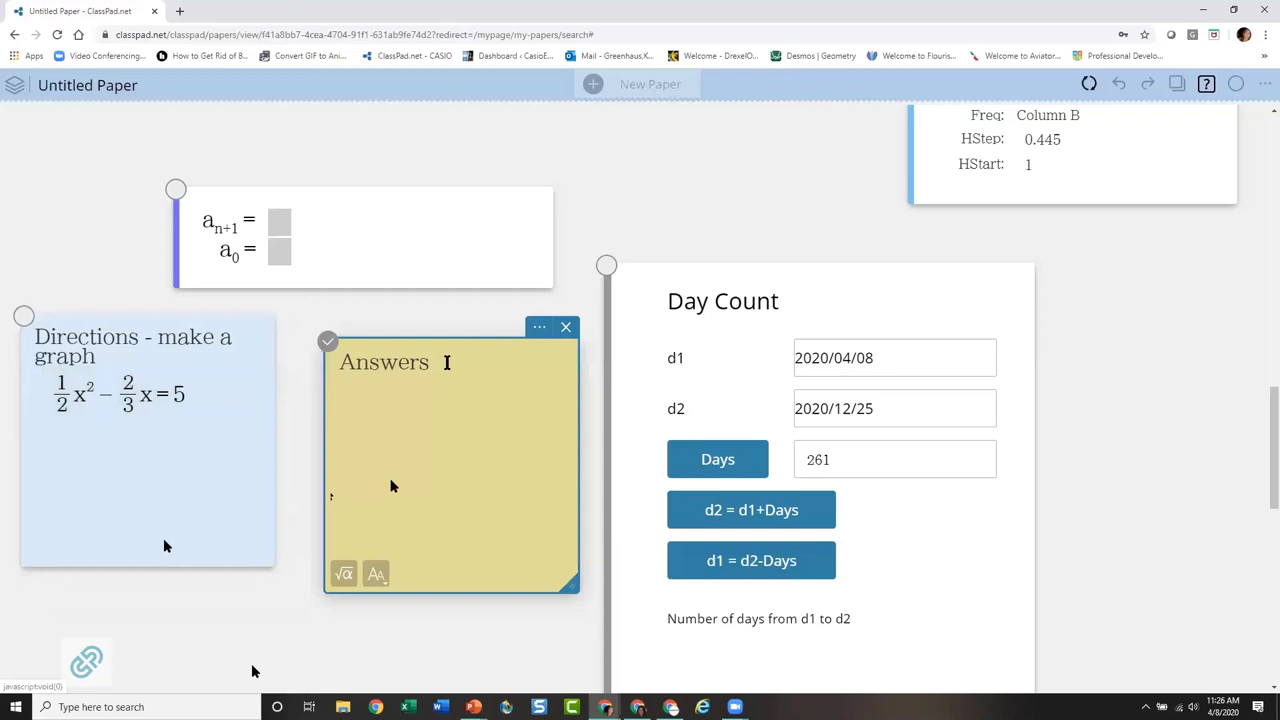 Untitled Paper - ClassPad.net
classpad.net/classpad/papers/view/f41a8bb7-4cea-4704-91f1-631ab9fe74d2?redirect=/mypage/my-papers/search#
Apps
Video Conferencing...
How to Get Rid of 8...
Convert GIF to Ani...
ClassPad.net - CASIO
Dashboard ‹ CasioE...
Mail - Greenhaus,K...
Welcome - DrexelO...
Desmos | Geometry
Welcome to Flouris...
Welcome to Aviator...
Professional Develo...
Untitled Paper
New Paper
Freq: Column B
HStep: 0.445
HStart: 1
aₙ₊₁ =
a₀ =
Directions - make a
graph
1/2 x² – 2/3 x = 5
Answers
√α AA
Day Count
d1 2020/04/08
d2 2020/12/25
Days 261
d2 = d1+Days
d1 = d2-Days
Number of days from d1 to d2
javascript:void(0)
Type here to search
11:26 AM
4/8/2020